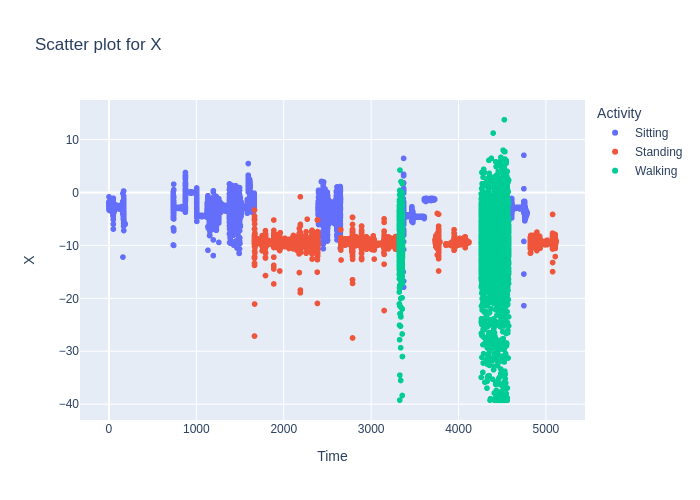 Scatter plot for X
Activity
Sitting
Standing
Walking
10
0
−10
−20
−30
−40
X
0 1000 2000 3000 4000 5000
Time